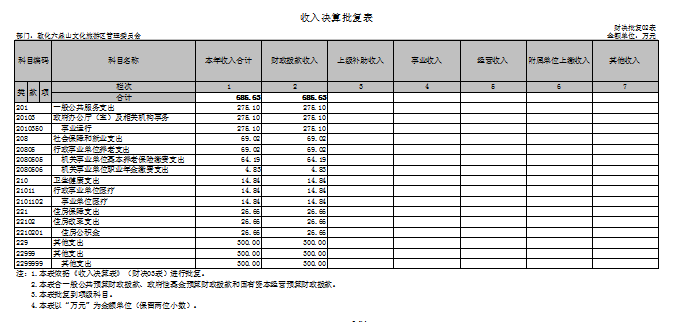 收入决算批复表
财决批复02表
部门：敦化六鼎山文化旅游区管理委员会 金额单位：万元
科目编码 科目名称 本年收入合计 财政拨款收入 上级补助收入 事业收入 经营收入 附属单位上缴收入 其他收入
类 款 项 栏次 1 2 3 4 5 6 7
合计 685.63 685.63
201 一般公共服务支出 275.10 275.10
20103 政府办公厅（室）及相关机构事务 275.10 275.10
2010350 事业运行 275.10 275.10
208 社会保障和就业支出 69.02 69.02
20805 行政事业单位养老支出 69.02 69.02
2080505 机关事业单位基本养老保险缴费支出 64.19 64.19
2080506 机关事业单位职业年金缴费支出 4.83 4.83
210 卫生健康支出 14.84 14.84
21011 行政事业单位医疗 14.84 14.84
2101102 事业单位医疗 14.84 14.84
221 住房保障支出 26.66 26.66
22102 住房改革支出 26.66 26.66
2210201 住房公积金 26.66 26.66
229 其他支出 300.00 300.00
22999 其他支出 300.00 300.00
2299999 其他支出 300.00 300.00
注：1.本表依据《收入决算表》（财决03表）进行批复。
2.本表含一般公共预算财政拨款、政府性基金预算财政拨款和国有资本经营预算财政拨款。
3.本表批复到项级科目。
4.本表以“万元”为金额单位（保留两位小数）。